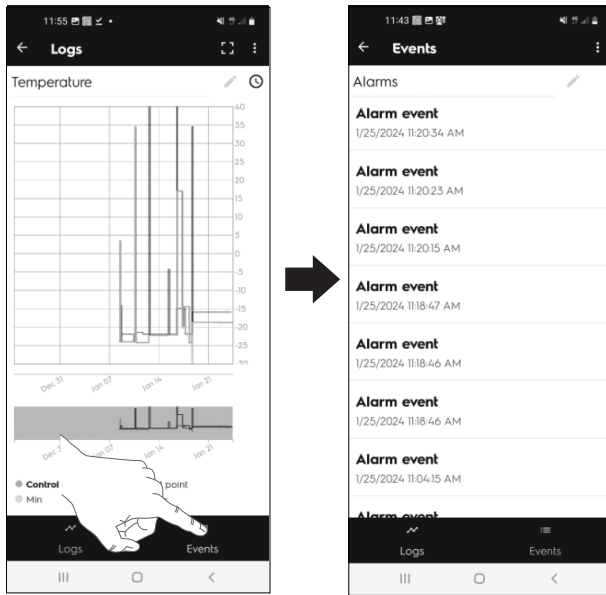 11:55
Logs
Temperature
40
35
30
25
20
15
10
5
0
-5
-10
-15
-20
-25
-30
Dec 31
Jan 07
Jan 14
Jan 21
Jan 07
Jan 14
Jan 21
Control
point
Min
Logs
Events
11:43
Events
Alarms
Alarm event
1/25/2024 11:20:34 AM
Alarm event
1/25/2024 11:20:23 AM
Alarm event
1/25/2024 11:20:15 AM
Alarm event
1/25/2024 11:18:47 AM
Alarm event
1/25/2024 11:18:46 AM
Alarm event
1/25/2024 11:18:46 AM
Alarm event
1/25/2024 11:04:15 AM
Alarm event
Logs
Events